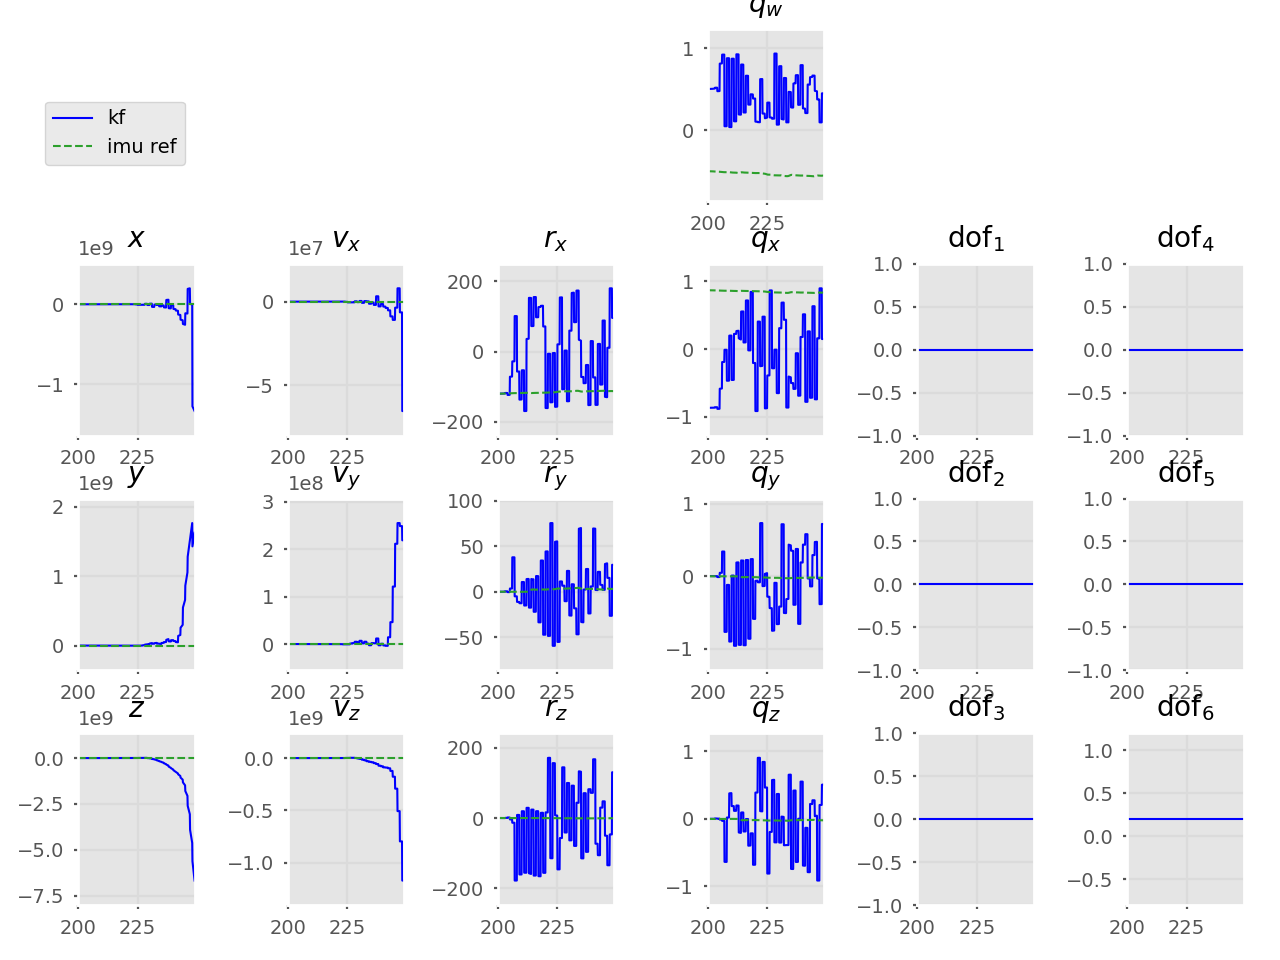 q_w
1
0
200 225
kf
imu ref
x v_x r_x q_x dof_1 dof_4
1e9 1e7
0 −1
0 −5
200 0 −200
1 0 −1
1.0 0.5 0.0 −0.5 −1.0
1.0 0.5 0.0 −0.5 −1.0
200 225 200 225 200 225 200 225 200 225 200 225
y v_y r_y q_y dof_2 dof_5
1e9 1e8
2 1 0
3 2 1 0
100 50 0 −50
1 0 −1
1.0 0.5 0.0 −0.5 −1.0
1.0 0.5 0.0 −0.5 −1.0
200 225 200 225 200 225 200 225 200 225 200 225
z v_z r_z q_z dof_3 dof_6
1e9 1e9
0.0 −2.5 −5.0 −7.5
0.0 −0.5 −1.0
200 0 −200
1 0 −1
1.0 0.5 0.0 −0.5 −1.0
1.0 0.5 0.0 −0.5
200 225 200 225 200 225 200 225 200 225 200 225